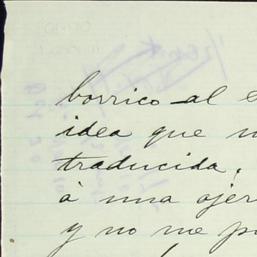 borrico al
idea que
traducida.
á una ojer
y no me p